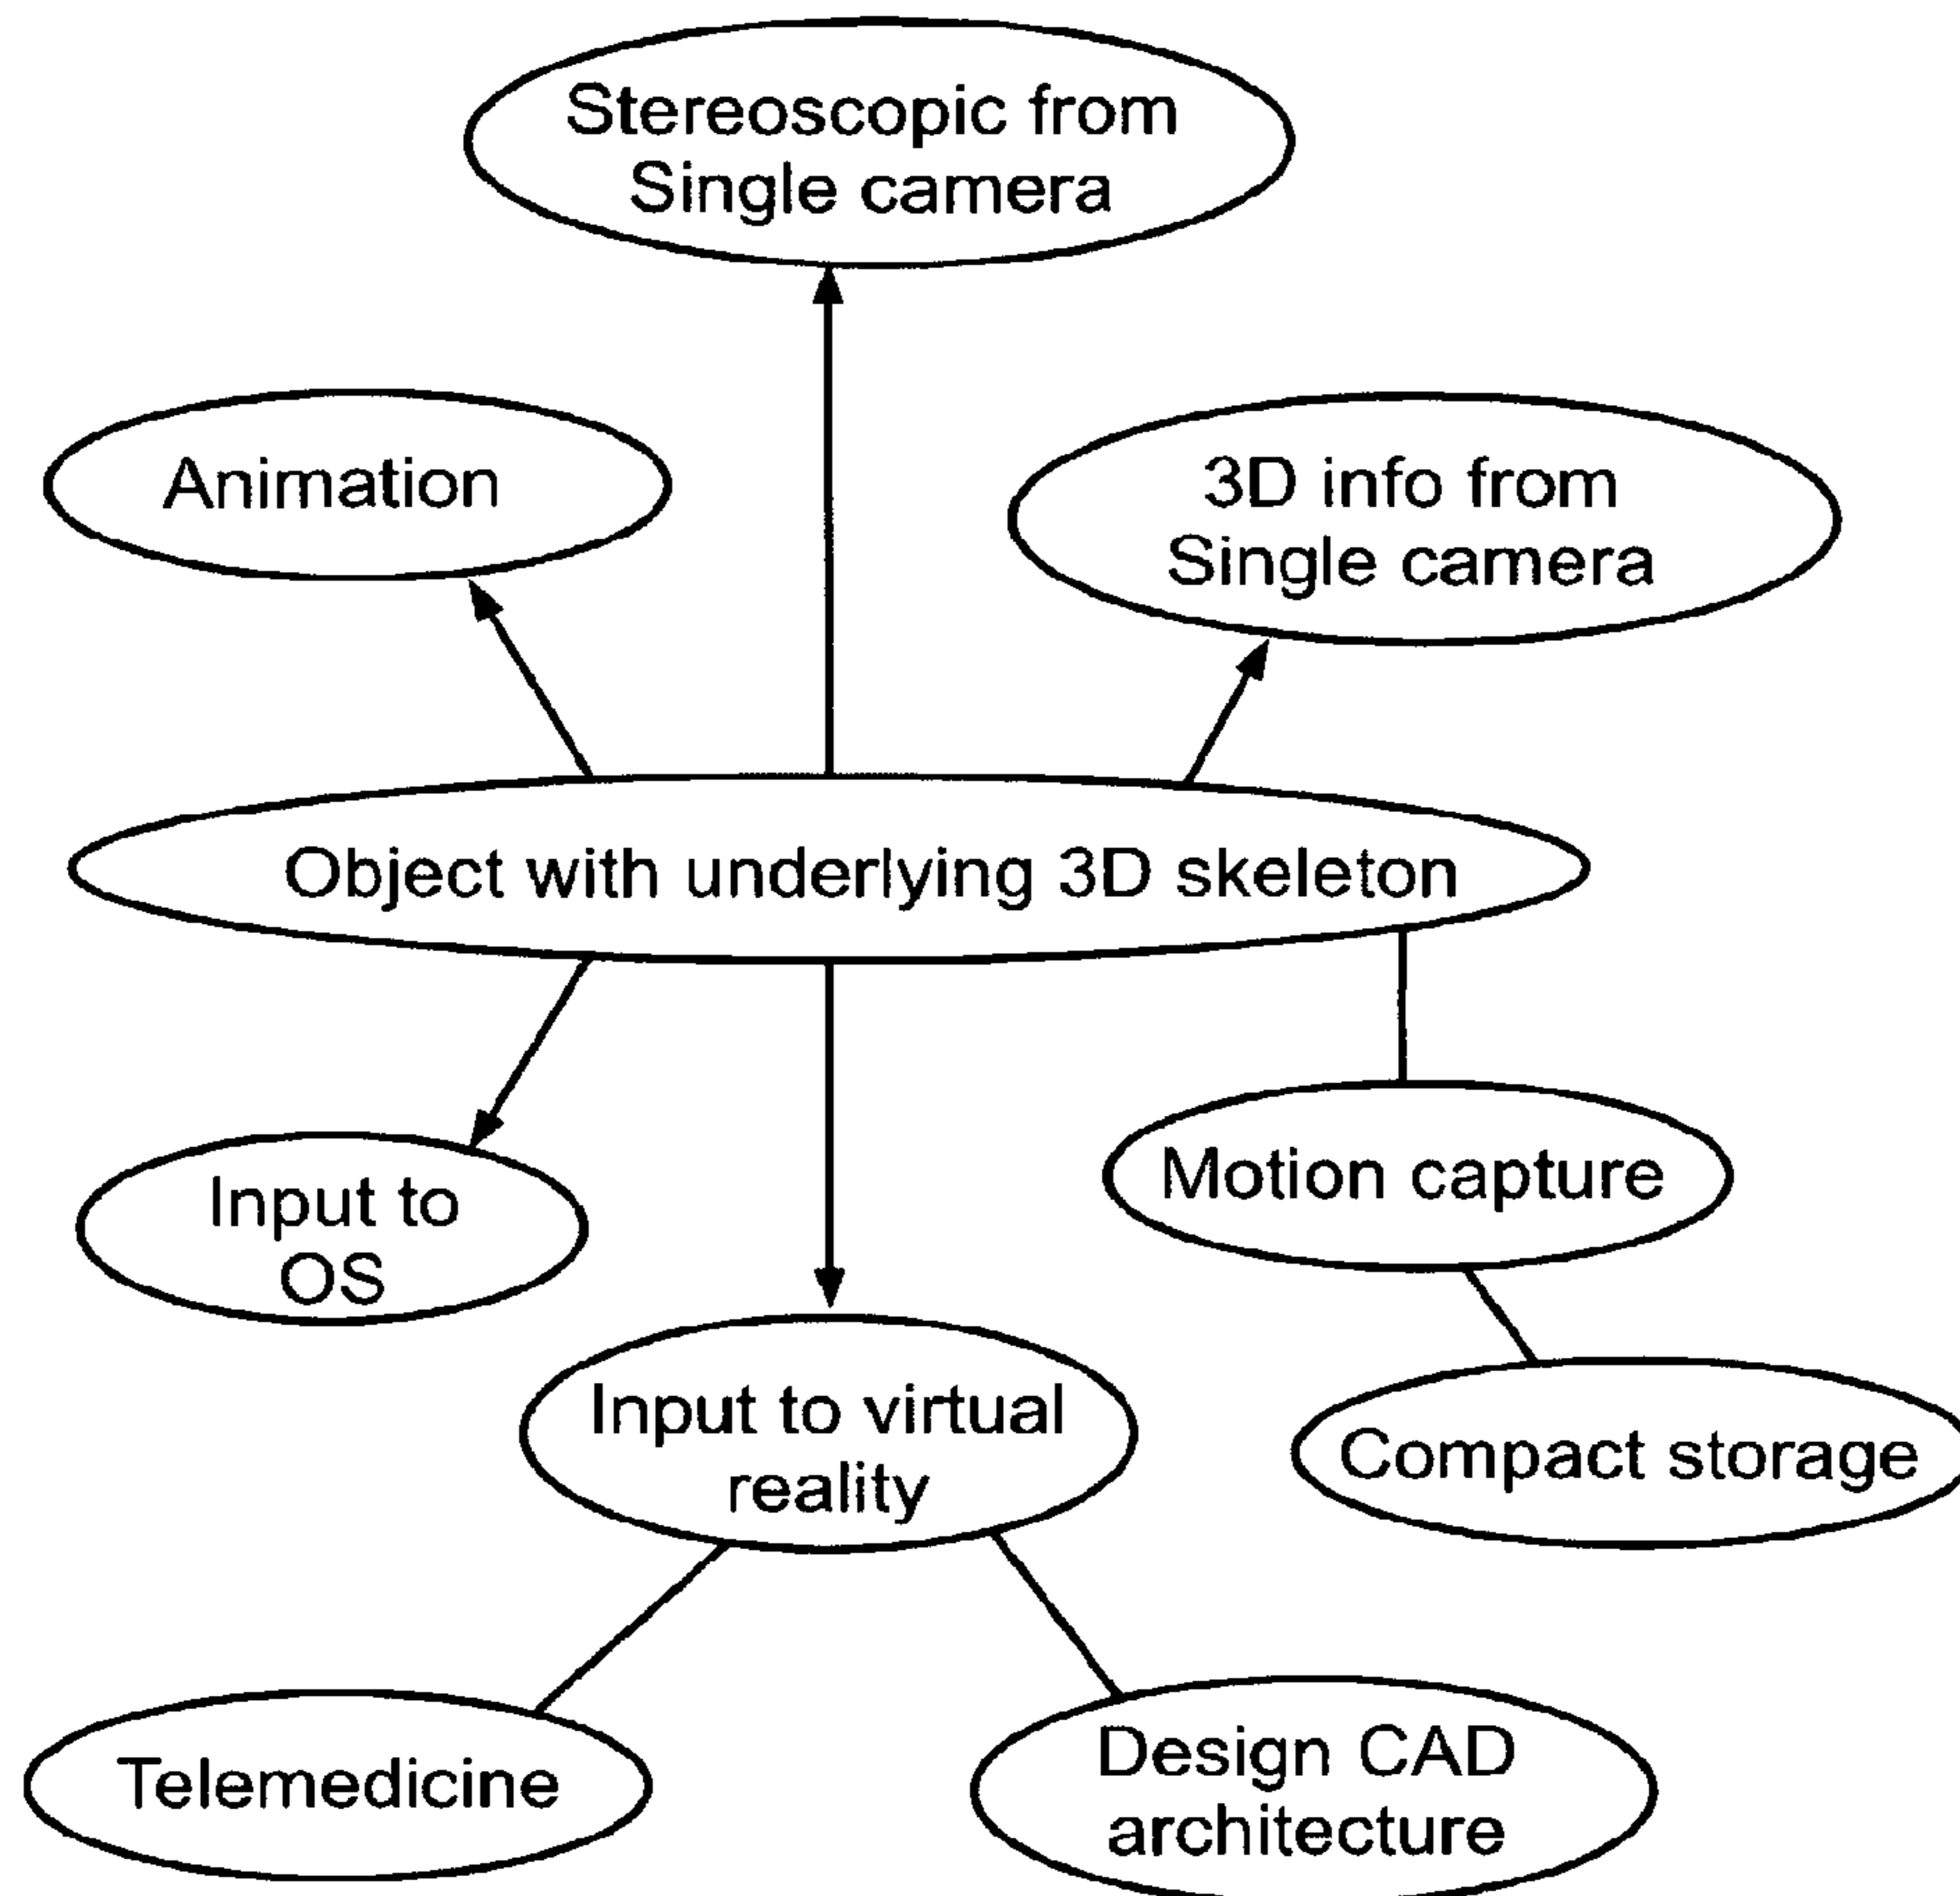 Stereoscopic from
Single camera
Animation
3D info from
Single camera
Object with underlying 3D skeleton
Input to
OS
Motion capture
Input to virtual
reality
Compact storage
Telemedicine
Design CAD
architecture